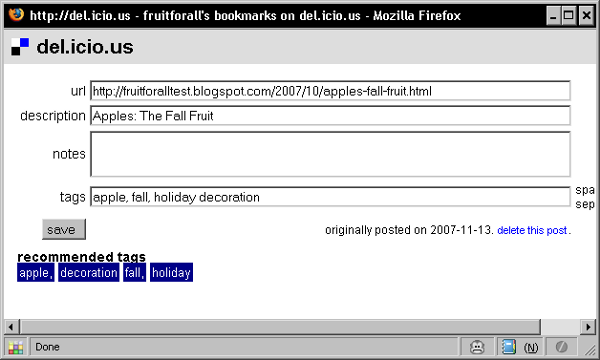 http://del.icio.us - fruitforall's bookmarks on del.icio.us - Mozilla Firefox
del.icio.us
url http://fruitforalltest.blogspot.com/2007/10/apples-fall-fruit.html
description Apples: The Fall Fruit
notes
tags apple, fall, holiday decoration spa
sep
save originally posted on 2007-11-13. delete this post.
recommended tags
apple, decoration fall, holiday
Done (N)